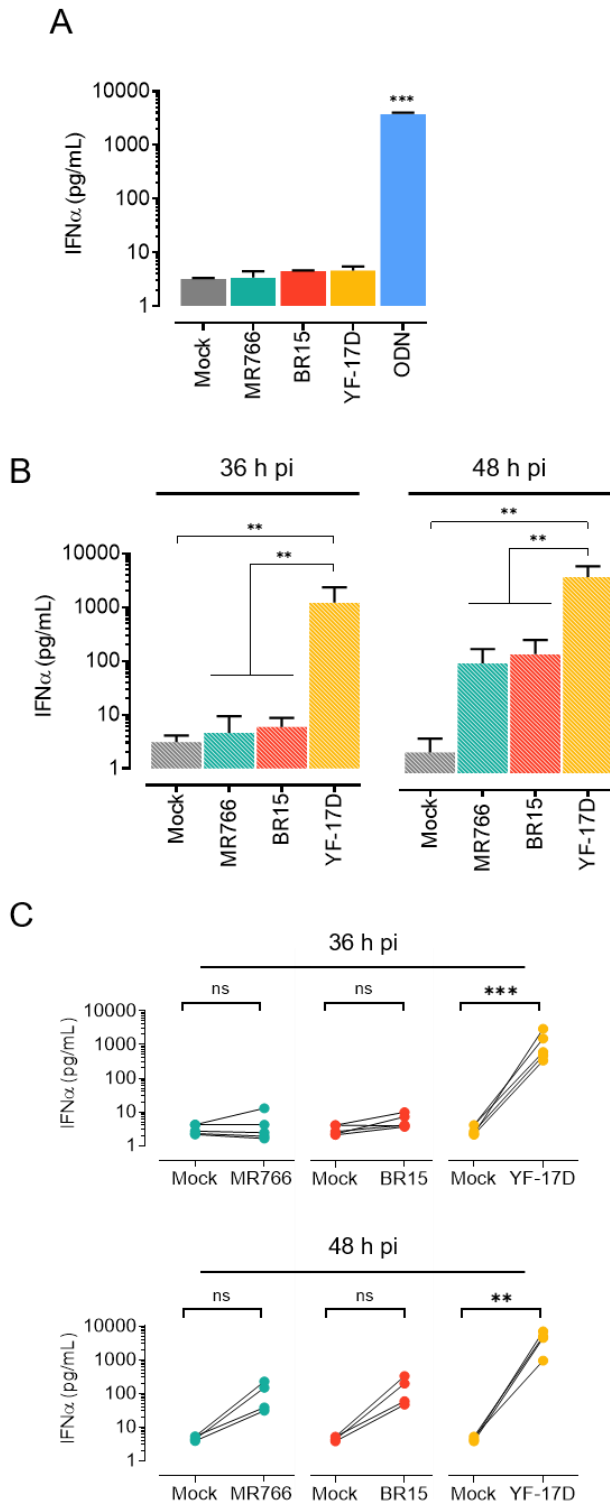 A
IFNα (pg/mL)
10000
1000
100
10
1
***
Mock
MR766
BR15
YF-17D
ODN
B
36 h pi
48 h pi
**
**
**
**
IFNα (pg/mL)
10000
1000
100
10
1
Mock
MR766
BR15
YF-17D
Mock
MR766
BR15
YF-17D
C
36 h pi
ns
ns
***
IFNα (pg/mL)
10000
1000
100
10
1
Mock MR766
Mock BR15
Mock YF-17D
48 h pi
ns
ns
**
IFNα (pg/mL)
10000
1000
100
10
1
Mock MR766
Mock BR15
Mock YF-17D